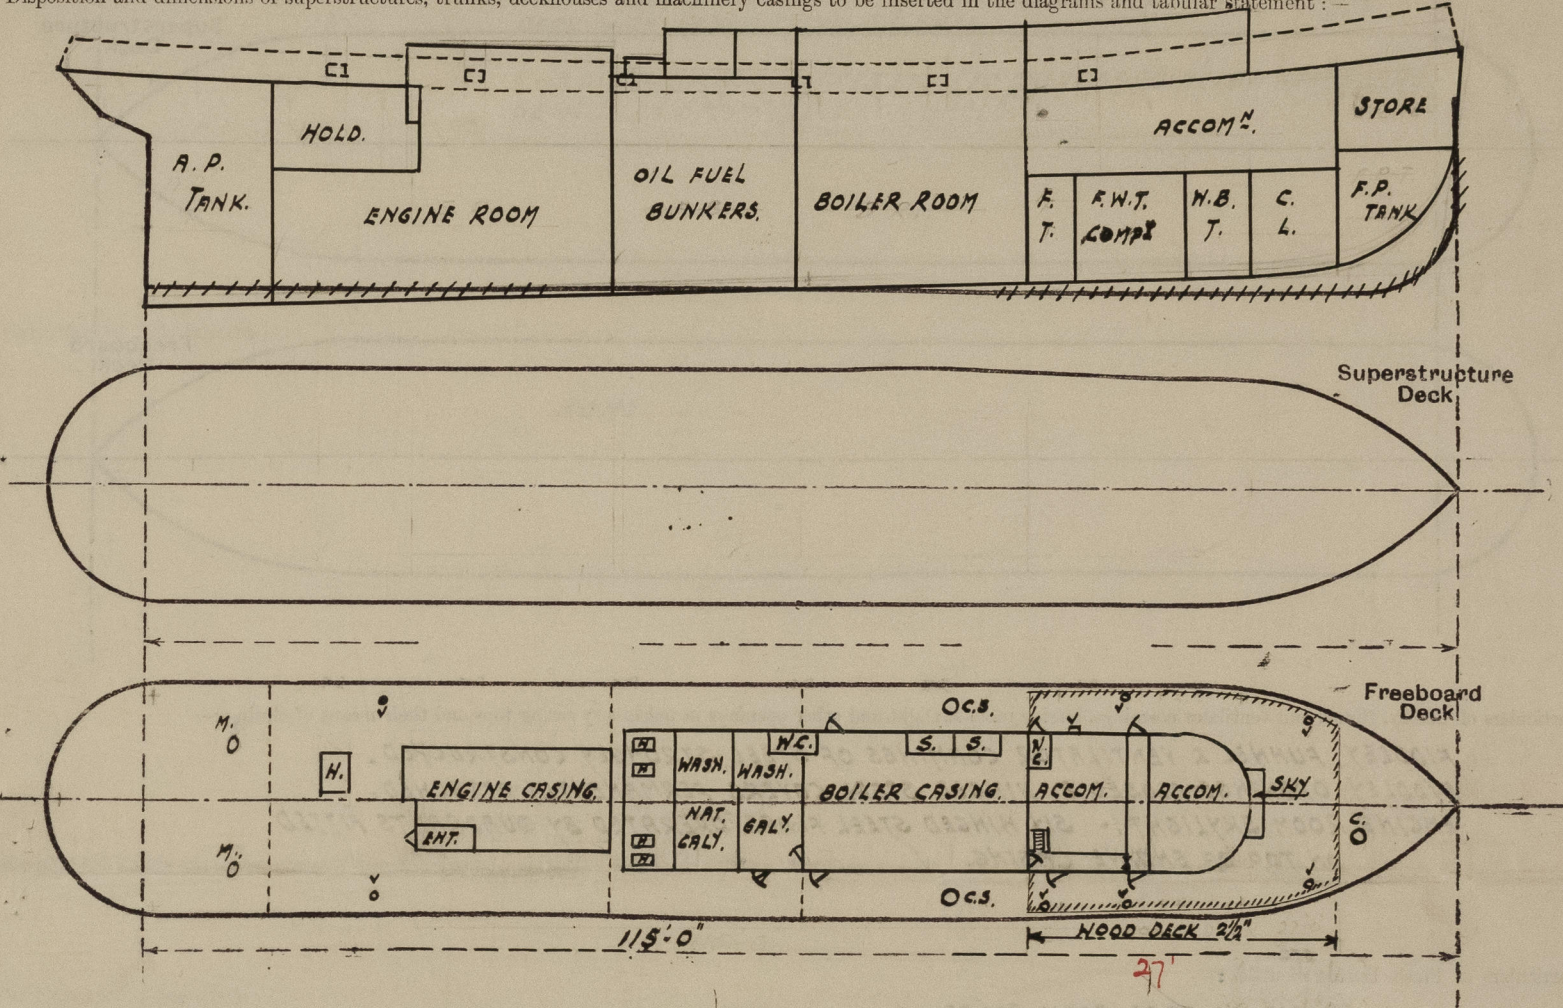 Disposition and dimensions of superstructures, trunks, deckhouses and machinery casings to be inserted in the diagrams and tabular statement :—
HOLD.
A. P.
TANK.
ENGINE ROOM
OIL FUEL
BUNKERS.
BOILER ROOM
ACCOMN.
STORE
F.
T.
F.W.T.
W.B.
T.
C.
L.
F.P.
TANK
Superstructure
Deck
Freeboard
Deck
M.
M.
H.
ENGINE CASING.
ENT.
H
H
H
H
WASH.
WASH.
W.C.
NAT.
GALY.
GALY.
BOILER CASING.
S.
S.
C.S.
C.S.
ACCOM.
ACCOM.
SKY
C.
115'-0"
WOOD DECK 2½"
27'